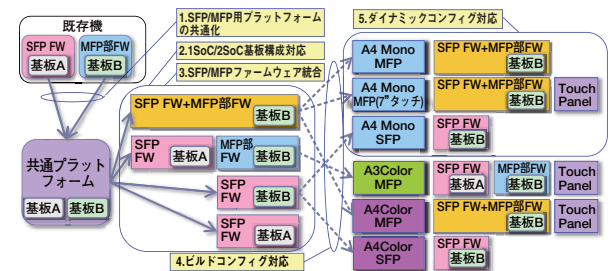 既存機
SFP FW
基板A
MFP部FW
基板B
1.SFP/MFP用プラットフォーム
の共通化
2.1SoC/2SoC基板構成対応
3.SFP/MFPファームウェア統合
共通プラット
フォーム
基板A
基板B
SFP FW+MFP部FW
基板B
SFP
FW
基板A
MFP部
FW
基板B
SFP
FW
基板B
SFP
FW
基板A
4.ビルドコンフィグ対応
5.ダイナミックコンフィグ対応
A4 Mono
MFP
SFP FW+MFP部FW
基板B
A4 Mono
MFP(7"タッチ)
SFP FW+MFP部FW
基板B
Touch
Panel
A4 Mono
SFP
SFP FW
基板B
A3Color
MFP
SFP FW
基板A
MFP部FW
基板B
Touch
Panel
A4Color
MFP
SFP FW+MFP部FW
基板B
Touch
Panel
A4Color
SFP
SFP FW
基板B